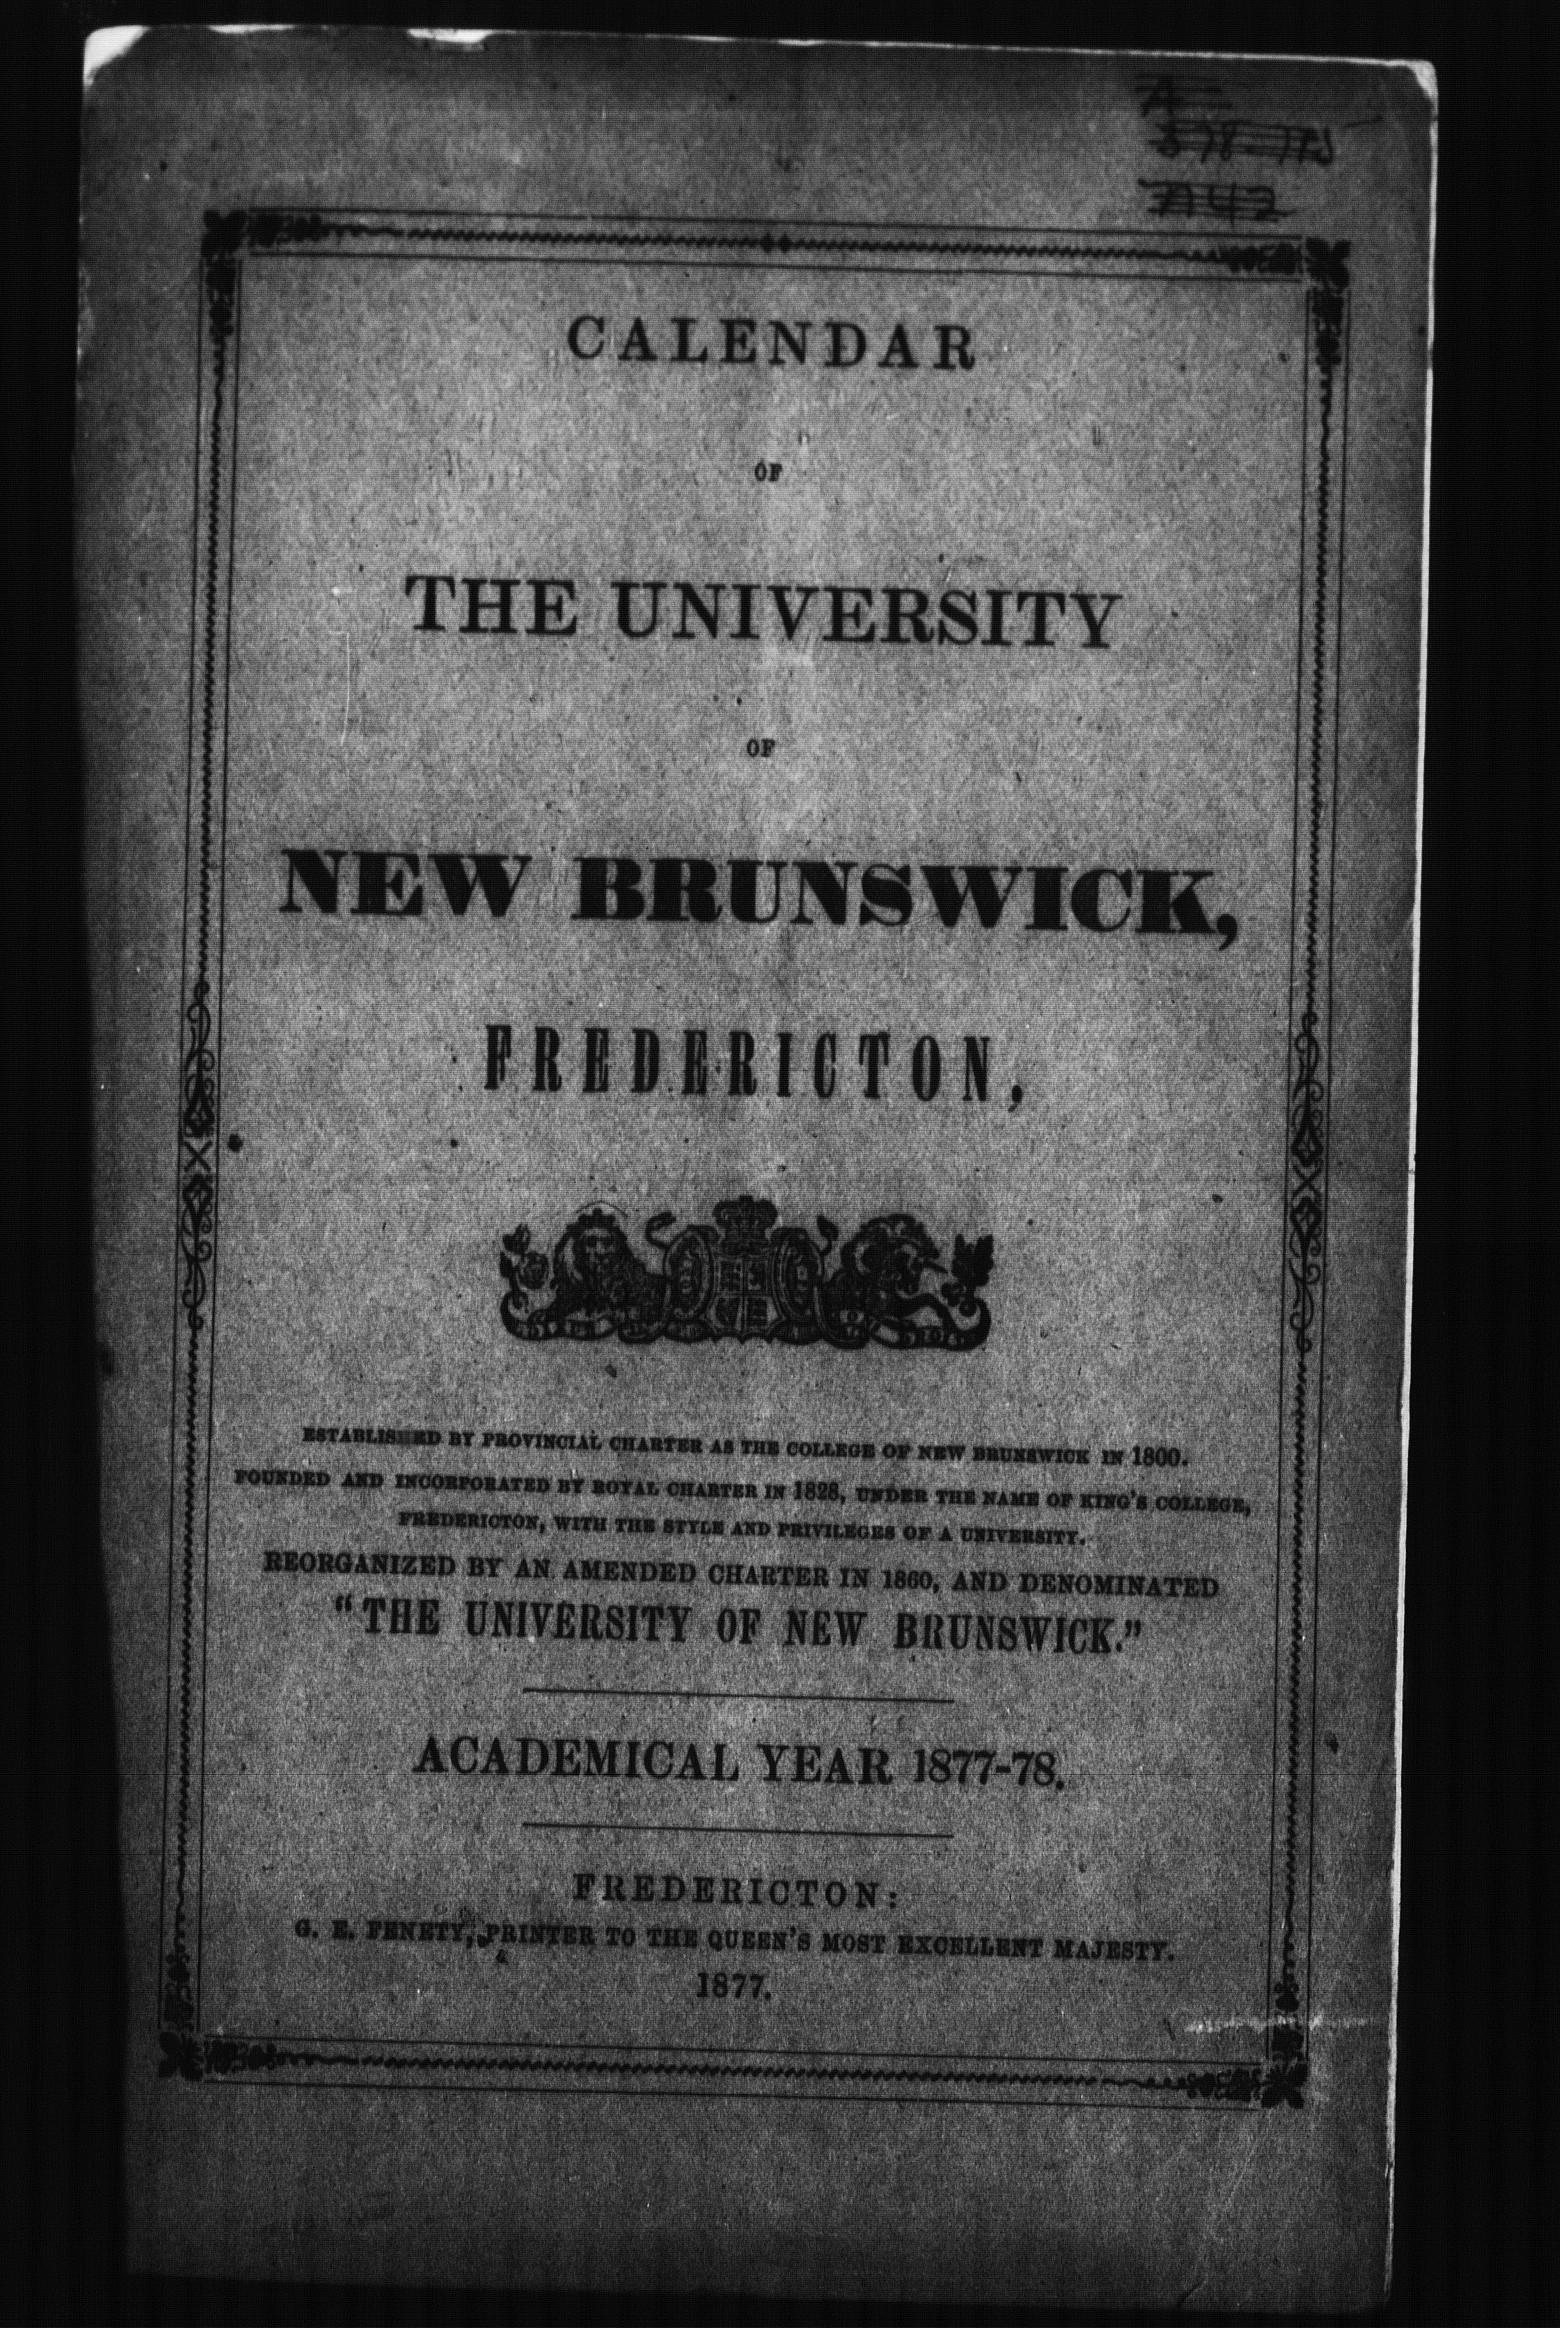 CALENDAR
OF
THE UNIVERSITY
OF
NEW BRUNSWICK,
FREDERICTON,
ESTABLISHED BY PROVINCIAL CHARTER AS THE COLLEGE OF NEW BRUNSWICK IN 1800.
FOUNDED AND INCORPORATED BY ROYAL CHARTER IN 1828, UNDER THE NAME OF KING'S COLLEGE,
FREDERICTON, WITH THE STYLE AND PRIVILEGES OF A UNIVERSITY.
REORGANIZED BY AN AMENDED CHARTER IN 1860, AND DENOMINATED
"THE UNIVERSITY OF NEW BRUNSWICK."
ACADEMICAL YEAR 1877-78.
FREDERICTON:
G. E. FENETY, PRINTER TO THE QUEEN'S MOST EXCELLENT MAJESTY.
1877.